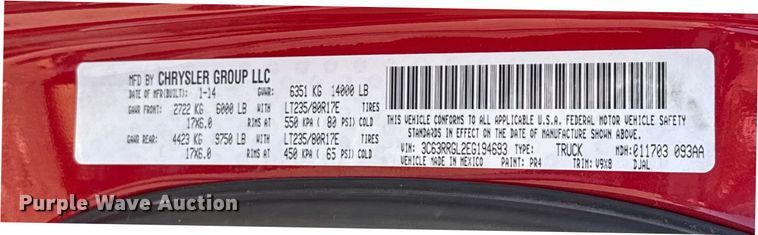 MFD BY CHRYSLER GROUP LLC
DATE OF MFR(BUILT): 1-14 6351 KG 14000 LB
GAWR FRONT: 2722 KG 6000 LB WITH LT235/80R17E TIRES
17X6.0 RIMS AT 550 KPA ( 80 PSI) COLD
GAWR REAR: 4423 KG 9750 LB WITH LT235/80R17E TIRES
17X6.0 RIMS AT 450 KPA ( 65 PSI) COLD
THIS VEHICLE CONFORMS TO ALL APPLICABLE U.S.A. FEDERAL MOTOR VEHICLE SAFETY
STANDARDS IN EFFECT ON THE DATE OF MANUFACTURE SHOWN ABOVE
VIN: 3C63RRGL2EG194693 TYPE: TRUCK MDH: 011703 093AA
VEHICLE MADE IN MEXICO PAINT: PR4 TRIM: V9X8 DJAL
Purple Wave Auction